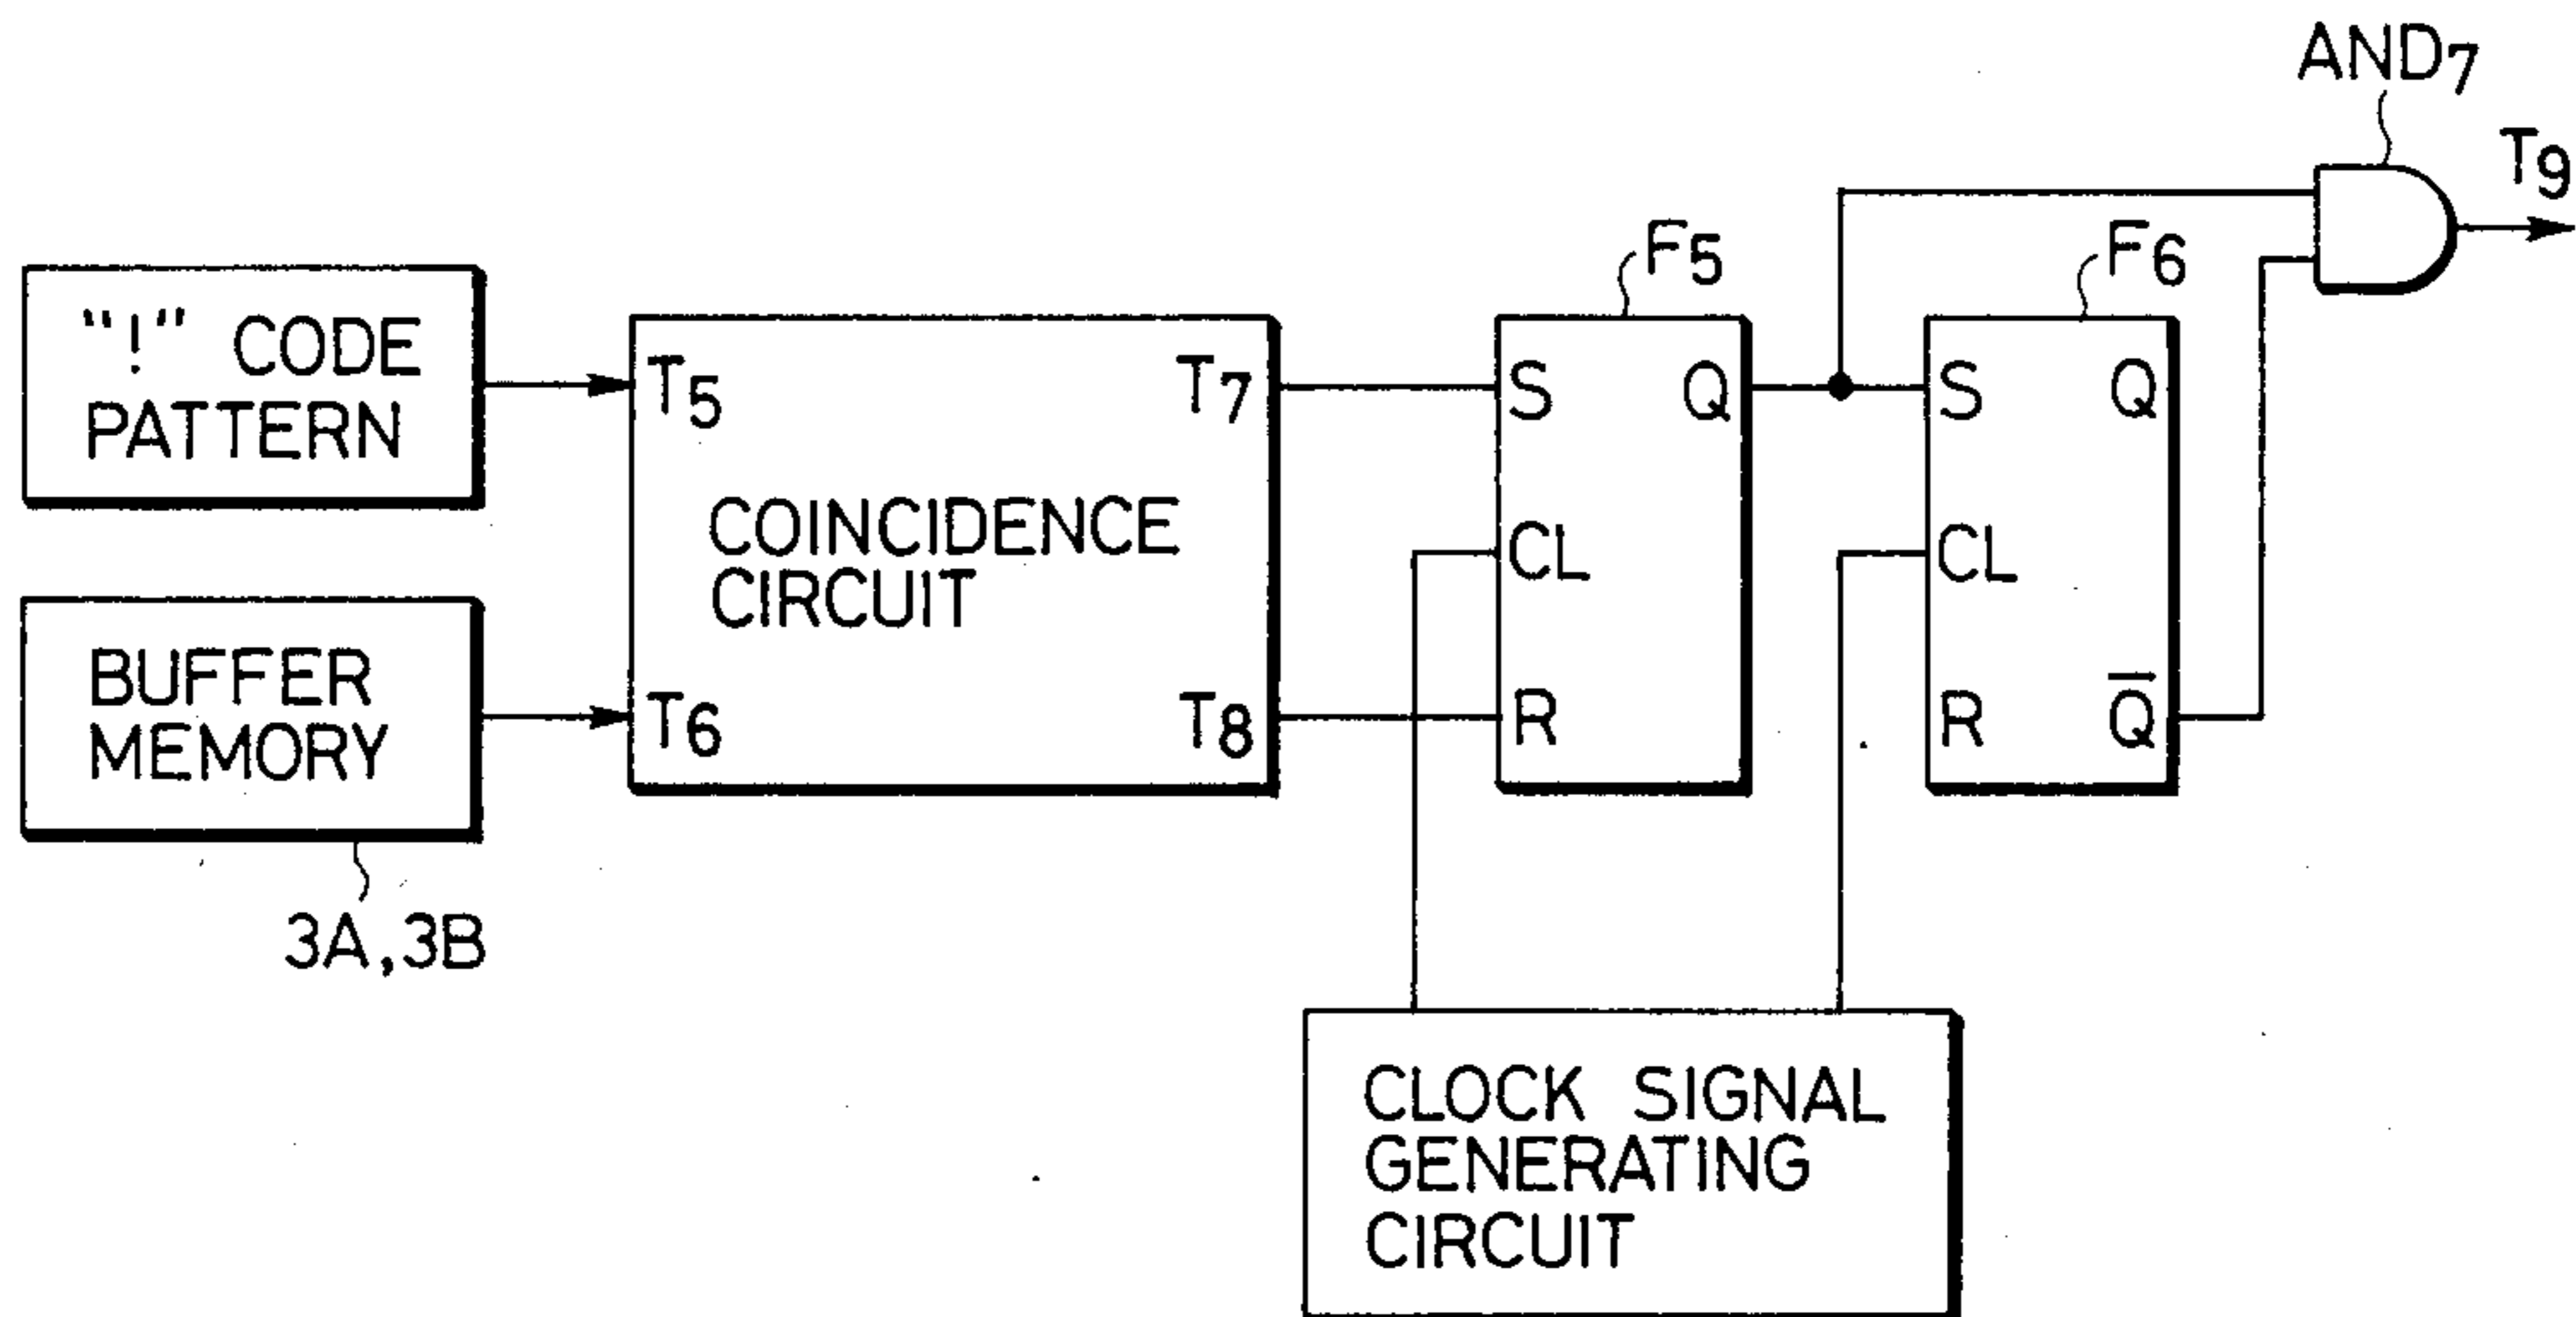 AND7
T9
"!" CODE
PATTERN
T5
T7
COINCIDENCE
CIRCUIT
T6
T8
BUFFER
MEMORY
3A,3B
F5
S
Q
CL
R
F6
S
Q
CL
R
Q̅
CLOCK SIGNAL
GENERATING
CIRCUIT